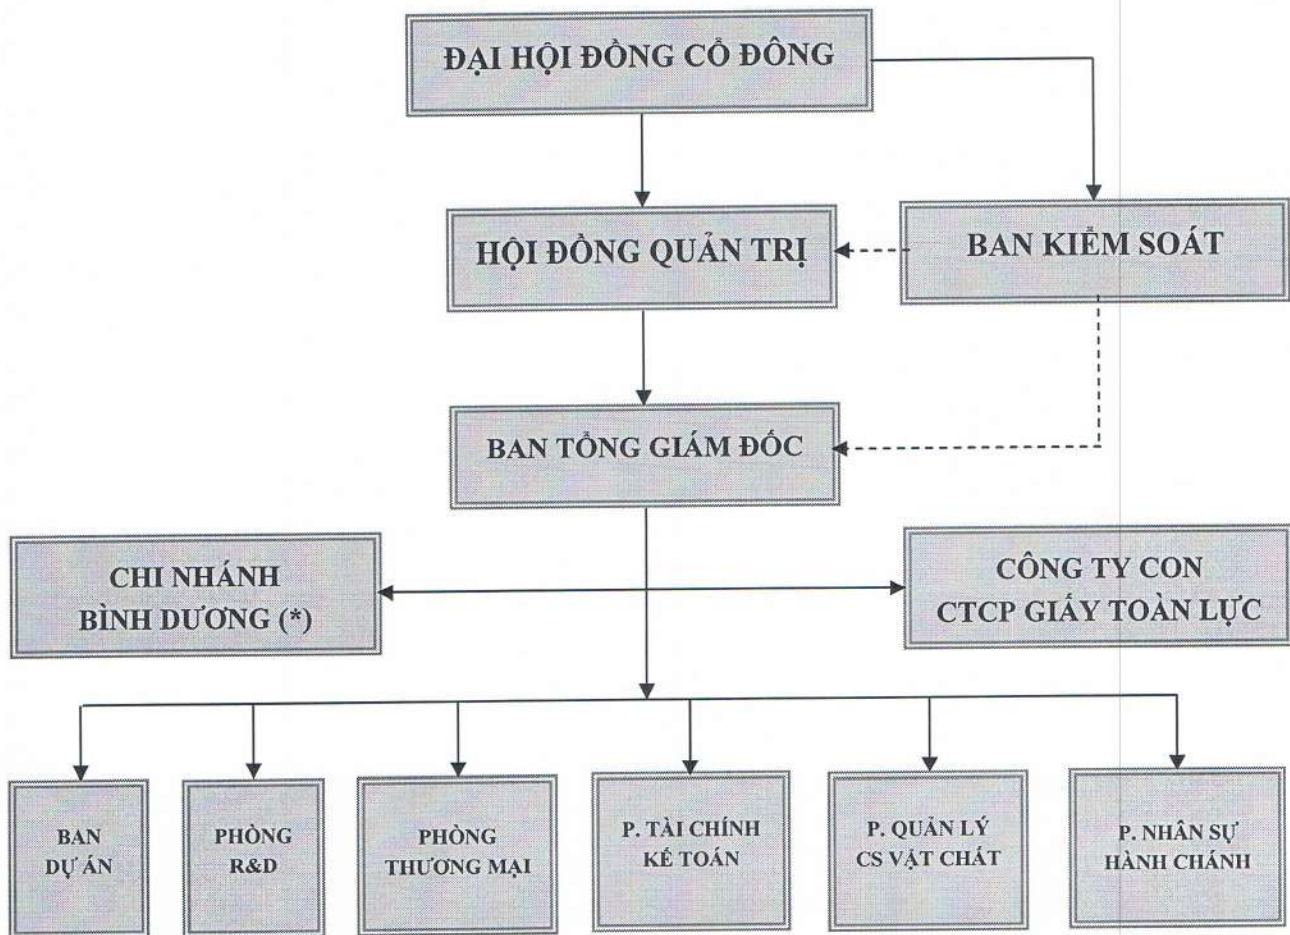 ĐẠI HỘI ĐỒNG CỔ ĐÔNG
HỘI ĐỒNG QUẢN TRỊ
BAN KIỂM SOÁT
BAN TỔNG GIÁM ĐỐC
CHI NHÁNH
BÌNH DƯƠNG (*)
CÔNG TY CON
CTCP GIẤY TOÀN LỰC
BAN
DỰ ÁN
PHÒNG
R&D
PHÒNG
THƯƠNG MẠI
P. TÀI CHÍNH
KẾ TOÁN
P. QUẢN LÝ
CS VẬT CHẤT
P. NHÂN SỰ
HÀNH CHÁNH